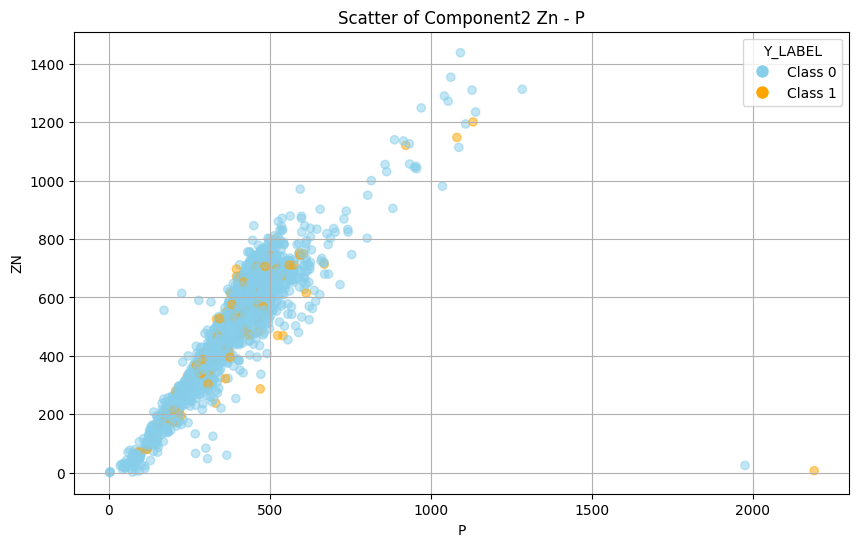 Scatter of Component2 Zn - P
Y_LABEL
Class 0
Class 1
1400
1200
1000
800
600
400
200
0
ZN
0 500 1000 1500 2000
P